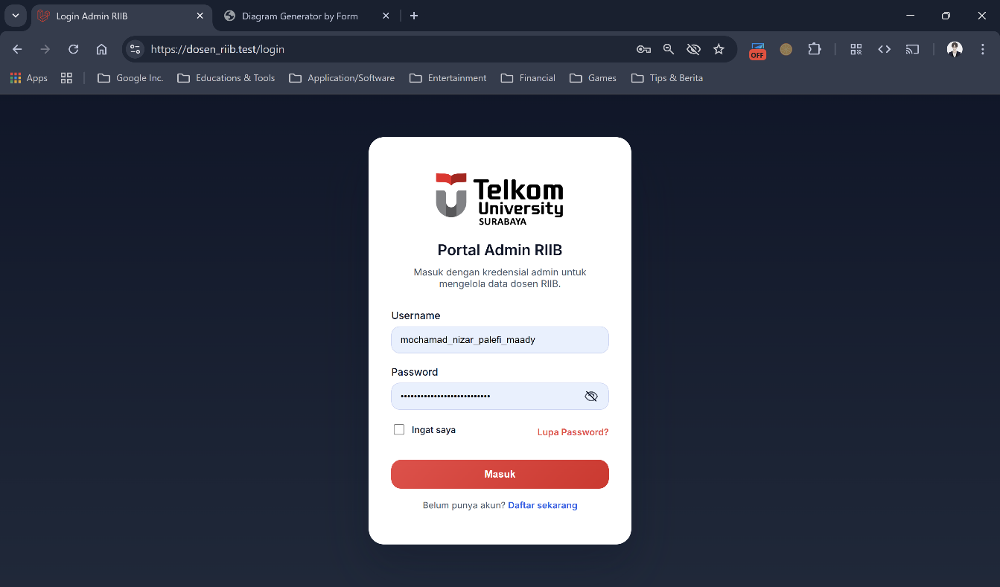 Login Admin RIIB
Diagram Generator by Form
https://dosen_riib.test/login
OFF
Apps
Google Inc.
Educations & Tools
Application/Software
Entertainment
Financial
Games
Tips & Berita
Telkom
University
SURABAYA
Portal Admin RIIB
Masuk dengan kredensial admin untuk
mengelola data dosen RIIB.
Username
mochamad_nizar_palefi_maady
Password
Ingat saya
Lupa Password?
Masuk
Belum punya akun? Daftar sekarang